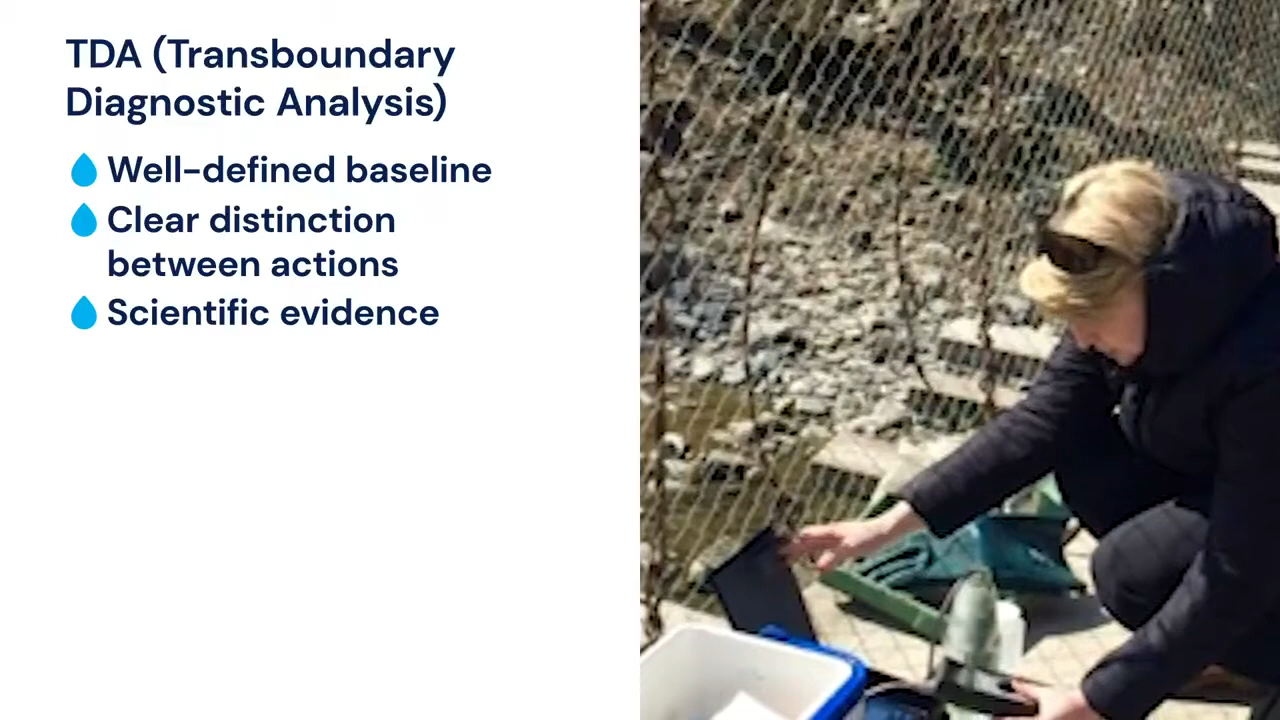 TDA (Transboundary
Diagnostic Analysis)
Well-defined baseline
Clear distinction
between actions
Scientific evidence